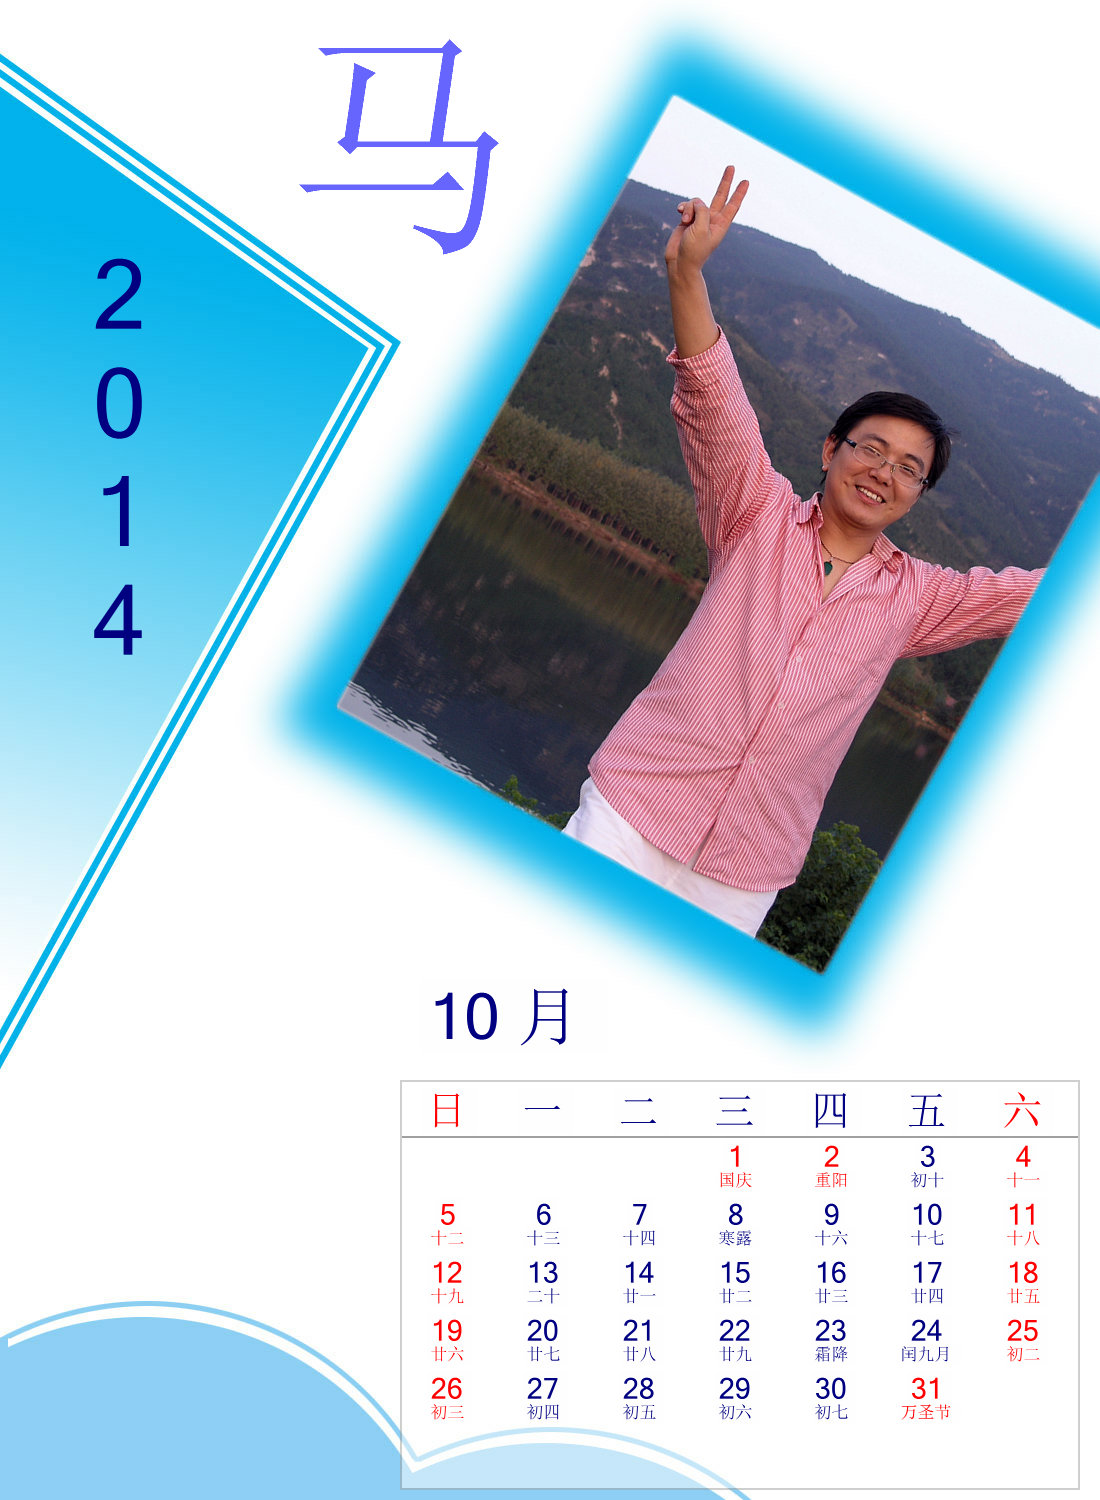 马
2
0
1
4
10 月
日 一 二 三 四 五 六
1 2 3 4
国庆 重阳 初十 十一
5 6 7 8 9 10 11
十二 十三 十四 寒露 十六 十七 十八
12 13 14 15 16 17 18
十九 二十 廿一 廿二 廿三 廿四 廿五
19 20 21 22 23 24 25
廿六 廿七 廿八 廿九 霜降 闰九月 初二
26 27 28 29 30 31
初三 初四 初五 初六 初七 万圣节